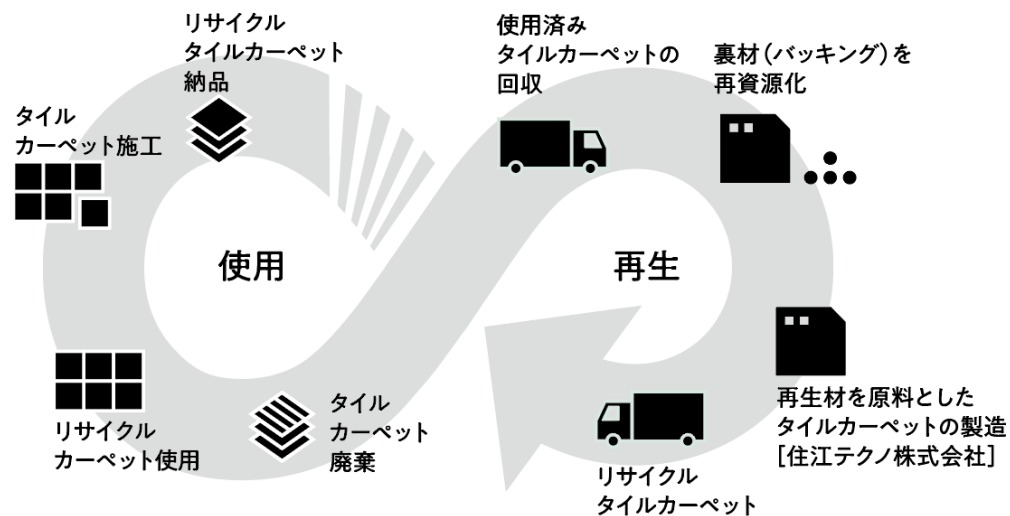 リサイクル
タイルカーペット
納品
タイル
カーペット施工
使用
リサイクル
カーペット使用
タイル
カーペット
廃棄
使用済み
タイルカーペットの
回収
裏材（バッキング）を
再資源化
再生
再生材を原料とした
タイルカーペットの製造
[住江テクノ株式会社]
リサイクル
タイルカーペット